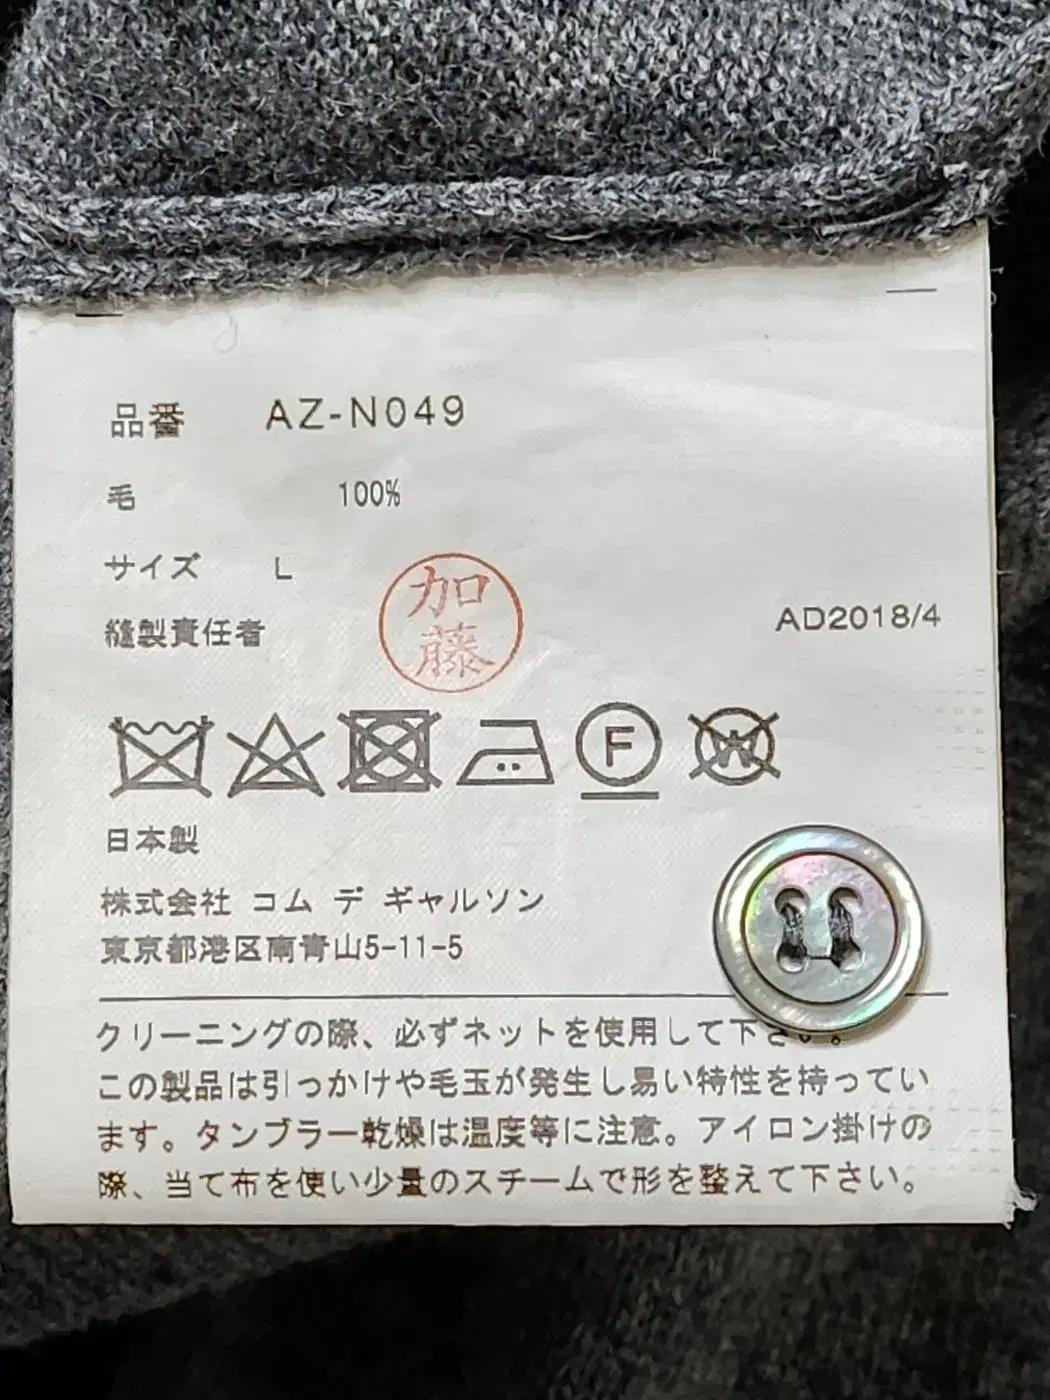 品番 AZ-N049
毛 100%
サイズ L
縫製責任者 加藤
AD2018/4
F
W
日本製
株式会社 コム デ ギャルソン
東京都港区南青山5-11-5
クリーニングの際、必ずネットを使用して下さい。
この製品は引っかけや毛玉が発生し易い特性を持ってい
ます。タンブラー乾燥は温度等に注意。アイロン掛けの
際、当て布を使い少量のスチームで形を整えて下さい。